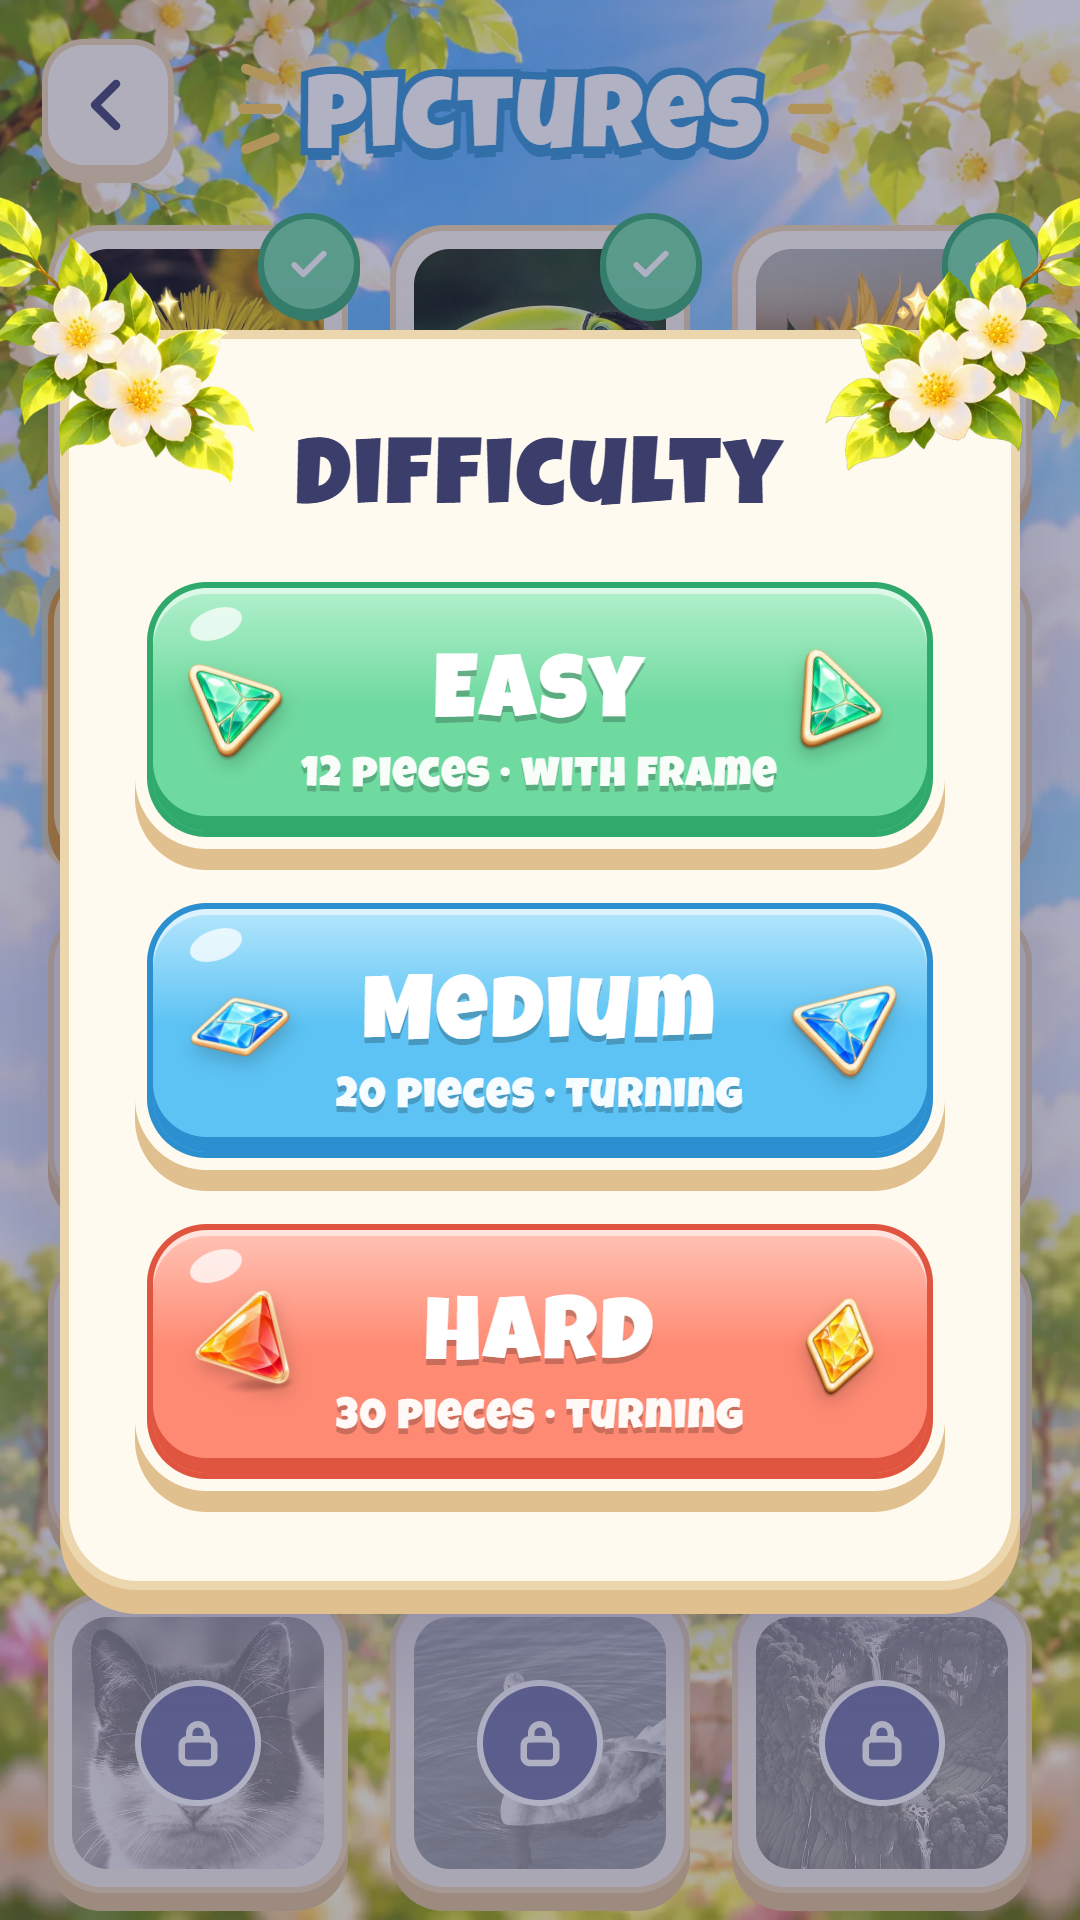 PICTURES
DIFFICULTY
EASY
12 PIECES · WITH FRAME
MEDIUM
20 PIECES · TURNING
HARD
30 PIECES · TURNING